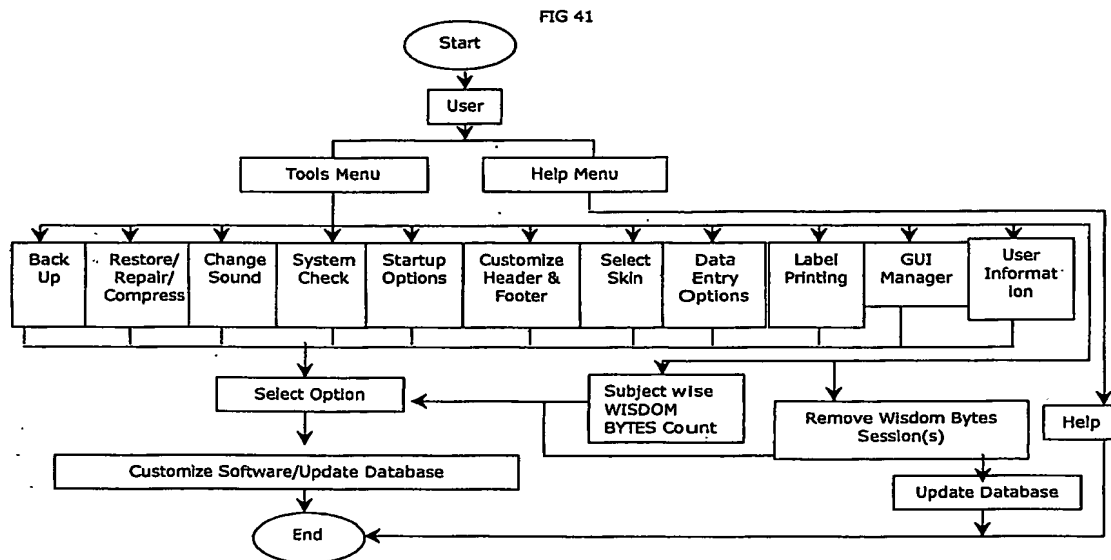 FIG 41
Start
User
Tools Menu
Help Menu
Back
Up
Restore/
Repair/
Compress
Change
Sound
System
Check
Startup
Options
Customize
Header &
Footer
Select
Skin
Data
Entry
Options
Label
Printing
GUI
Manager
User
Informat
ion
Select Option
Subject wise
WISDOM
BYTES Count
Remove Wisdom Bytes
Session(s)
Help
Customize Software/Update Database
Update Database
End